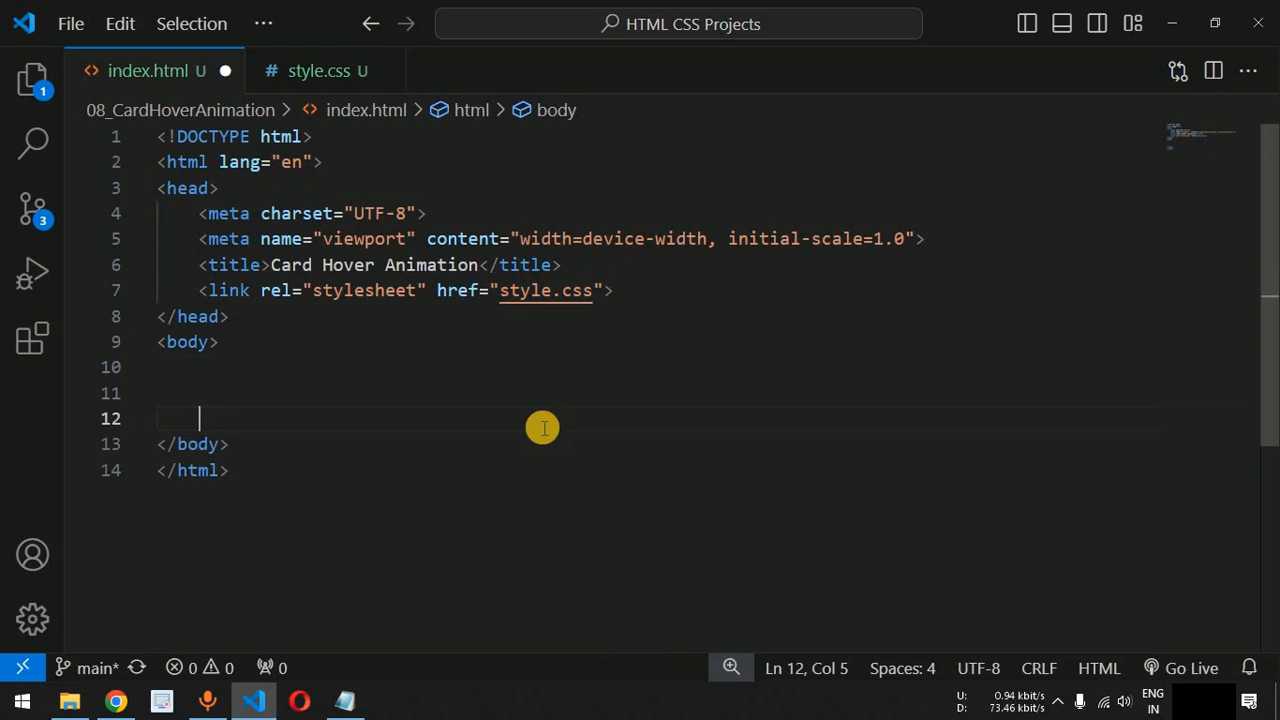 File Edit Selection ··· HTML CSS Projects
index.html U # style.css U ···
08_CardHoverAnimation > index.html > html > body
1 <!DOCTYPE html>
2 <html lang="en">
3 <head>
4 <meta charset="UTF-8">
5 <meta name="viewport" content="width=device-width, initial-scale=1.0">
6 <title>Card Hover Animation</title>
7 <link rel="stylesheet" href="style.css">
8 </head>
9 <body>
10
11
12
13 </body>
14 </html>
1
3
main* 0 0 0 Ln 12, Col 5 Spaces: 4 UTF-8 CRLF HTML Go Live
U: 0.94 kbit/s
D: 73.46 kbit/s
ENG
IN